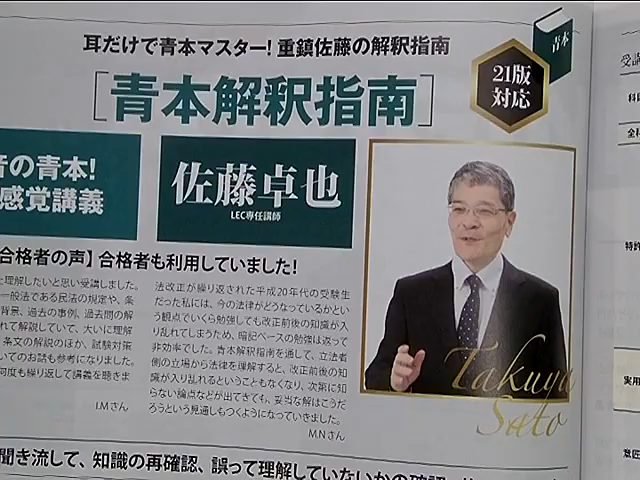 耳だけで青本マスター! 重鎮佐藤の解釈指南
青本
[青本解釈指南]
21版
対応
音の青本!
感覚講義
佐藤卓也
LEC専任講師
合格者の声】合格者も利用していました!
理解したいと思い受講しました。
一般法である民法の規定や、条
背景、過去の事例、過去問の解
れて解説していて、大いに理解
条文の解説のほか、試験対策
いてのお話も参考になりました。
何度も繰り返して講義を聴きま
I.Mさん
法改正が繰り返された平成20年代の受験生
だった私には、今の法律がどうなっているかと
いう観点でいくら勉強しても改正前後の知識が入
り乱れてしまうため、暗記ベースの勉強は返って
非効率でした。青本解釈指南を通して、立法者
側の立場から法律を理解すると、改正前後の知
識が入り乱れるということもなくなり、次第に知
らない論点などが出てきても、妥当な解はこうだ
ろうという見通しもつくようになっていきました。
M.Nさん
Takuya
Sato
聞き流して、知識の再確認、誤って理解していないかの確認
受講
科目
全科
特許
実用
意匠